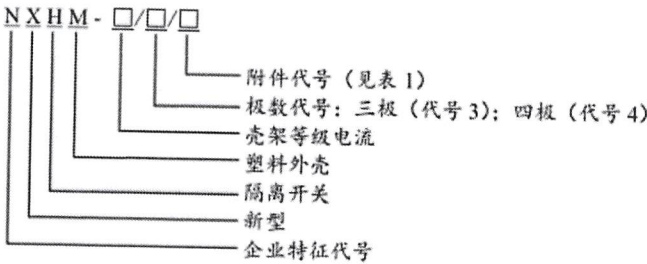 NXHM-□/□/□
附件代号（见表1）
极数代号：三极（代号3）；四极（代号4）
壳架等级电流
塑料外壳
隔离开关
新型
企业特征代号